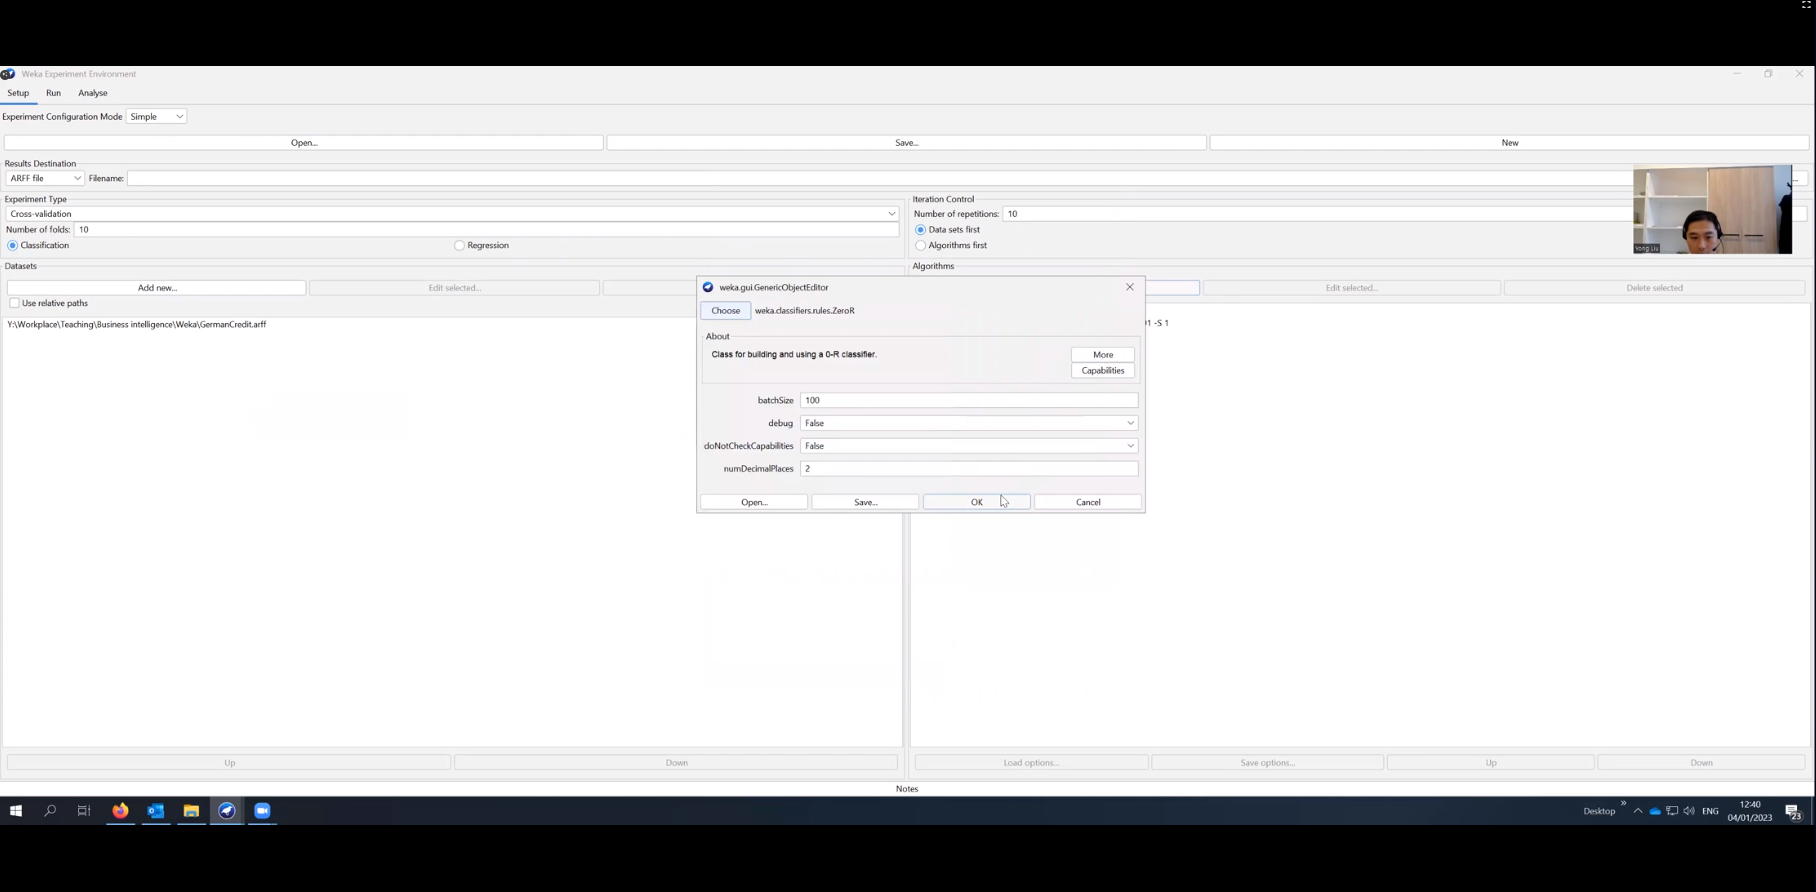 Weka Experiment Environment
Setup Run Analyse
Experiment Configuration Mode Simple
Open... Save... New
Results Destination
ARFF file Filename:
Experiment Type
Cross-validation
Number of folds: 10
Classification Regression
Iteration Control
Number of repetitions: 10
Data sets first
Algorithms first
Yong Liu
Datasets
Add new... Edit selected...
Use relative paths
Y:\Workplace\Teaching\Business intelligence\Weka\GermanCredit.arff
Algorithms
Edit selected... Delete selected
-S 1
weka.gui.GenericObjectEditor
Choose weka.classifiers.rules.ZeroR
About
Class for building and using a 0-R classifier.
More
Capabilities
batchSize 100
debug False
doNotCheckCapabilities False
numDecimalPlaces 2
Open... Save... OK Cancel
Up Down
Load options... Save options... Up Down
Notes
Desktop ENG 12:40
04/01/2023
23